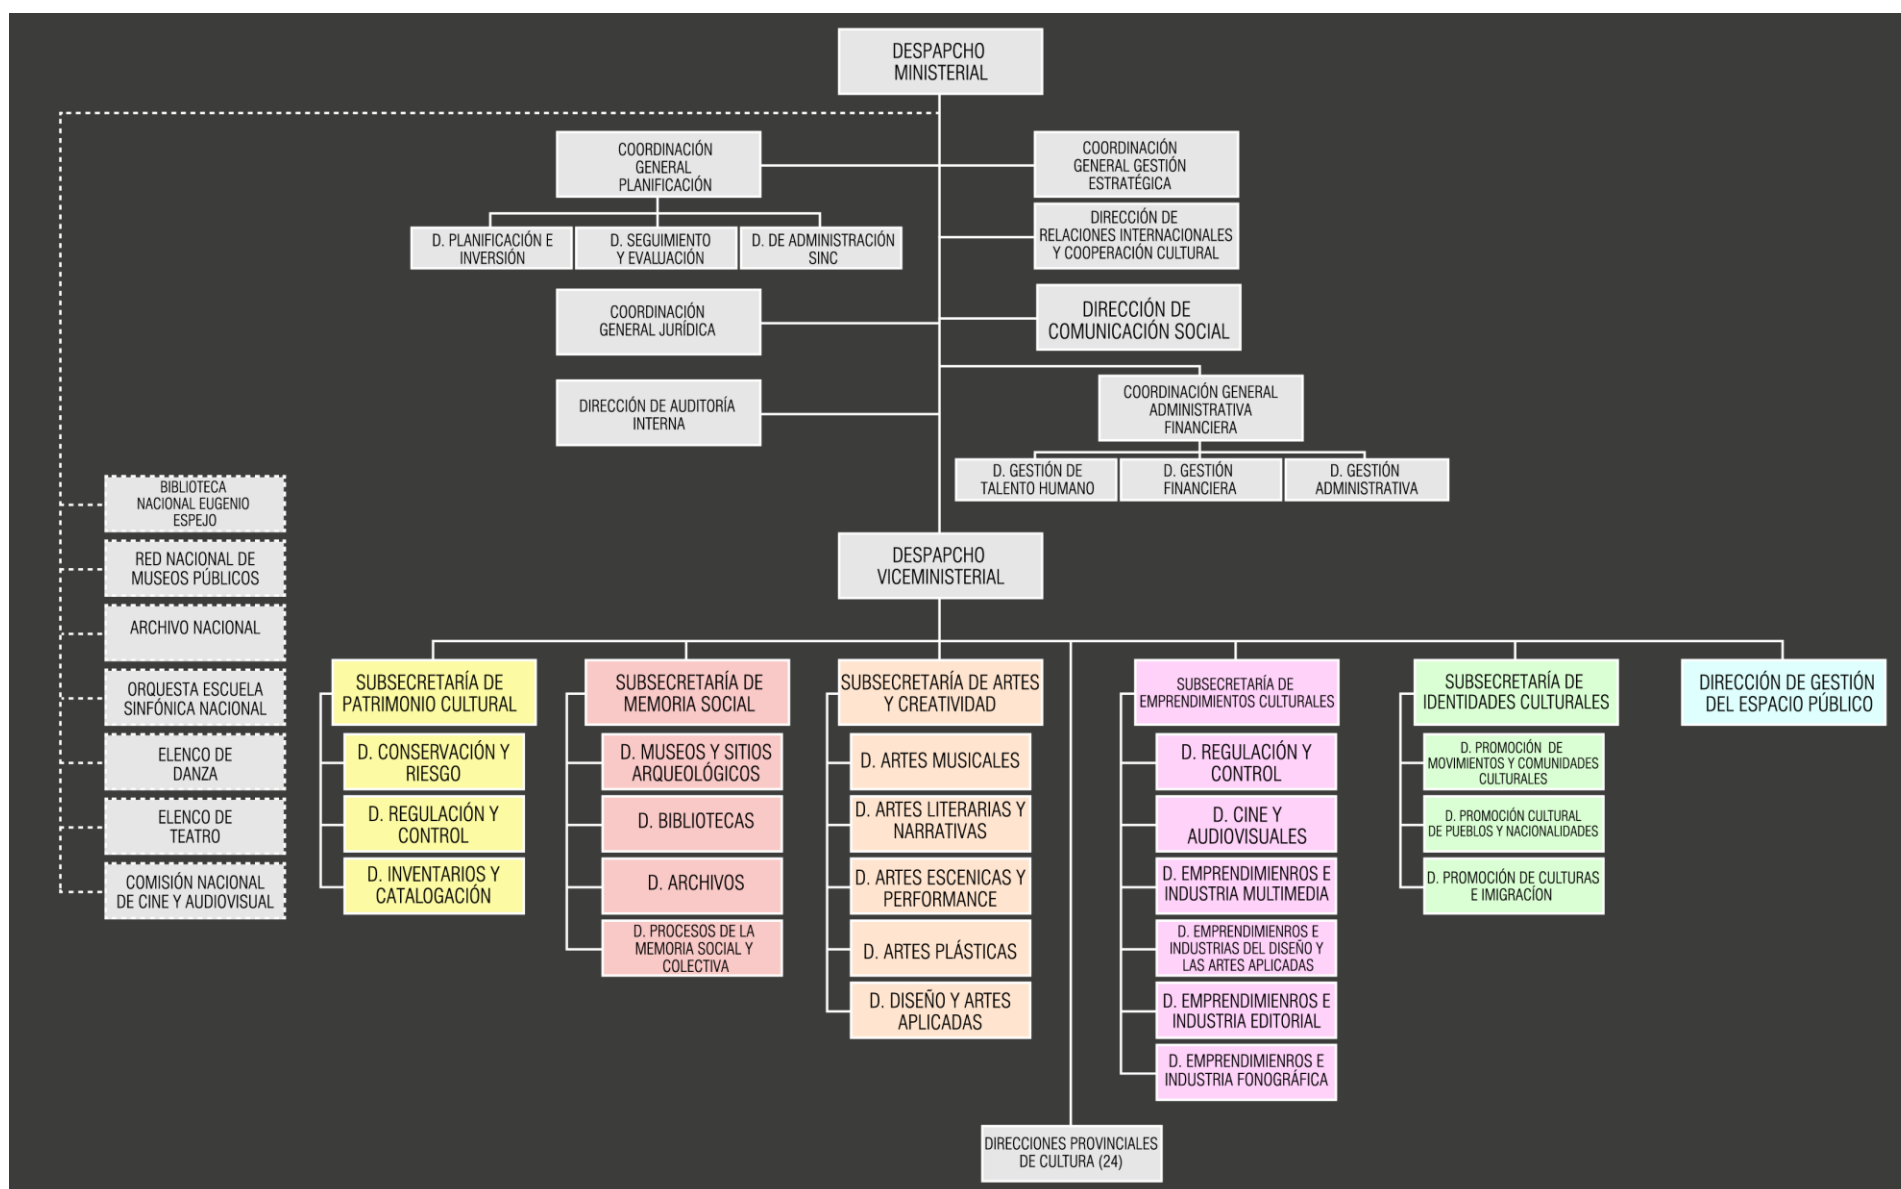 DESPAPCHO
MINISTERIAL
COORDINACIÓN
GENERAL
PLANIFICACIÓN
COORDINACIÓN
GENERAL GESTIÓN
ESTRATÉGICA
D. PLANIFICACIÓN E
INVERSIÓN
D. SEGUIMIENTO
Y EVALUACIÓN
D. DE ADMINISTRACIÓN
SINC
DIRECCIÓN DE
RELACIONES INTERNACIONALES
Y COOPERACIÓN CULTURAL
COORDINACIÓN
GENERAL JURÍDICA
DIRECCIÓN DE
COMUNICACIÓN SOCIAL
DIRECCIÓN DE AUDITORÍA
INTERNA
COORDINACIÓN GENERAL
ADMINISTRATIVA
FINANCIERA
D. GESTIÓN DE
TALENTO HUMANO
D. GESTIÓN
FINANCIERA
D. GESTIÓN
ADMINISTRATIVA
BIBLIOTECA
NACIONAL EUGENIO
ESPEJO
RED NACIONAL DE
MUSEOS PÚBLICOS
ARCHIVO NACIONAL
ORQUESTA ESCUELA
SINFÓNICA NACIONAL
ELENCO DE
DANZA
ELENCO DE
TEATRO
COMISIÓN NACIONAL
DE CINE Y AUDIOVISUAL
DESPAPCHO
VICEMINISTERIAL
SUBSECRETARÍA DE
PATRIMONIO CULTURAL
D. CONSERVACIÓN Y
RIESGO
D. REGULACIÓN Y
CONTROL
D. INVENTARIOS Y
CATALOGACIÓN
SUBSECRETARÍA DE
MEMORIA SOCIAL
D. MUSEOS Y SITIOS
ARQUEOLÓGICOS
D. BIBLIOTECAS
D. ARCHIVOS
D. PROCESOS DE LA
MEMORIA SOCIAL Y
COLECTIVA
SUBSECRETARÍA DE ARTES
Y CREATIVIDAD
D. ARTES MUSICALES
D. ARTES LITERARIAS Y
NARRATIVAS
D. ARTES ESCENICAS Y
PERFORMANCE
D. ARTES PLÁSTICAS
D. DISEÑO Y ARTES
APLICADAS
SUBSECRETARÍA DE
EMPRENDIMIENTOS CULTURALES
D. REGULACIÓN Y
CONTROL
D. CINE Y
AUDIOVISUALES
D. EMPRENDIMIENROS E
INDUSTRIA MULTIMEDIA
D. EMPRENDIMIENROS E
INDUSTRIAS DEL DISEÑO Y
LAS ARTES APLICADAS
D. EMPRENDIMIENROS E
INDUSTRIA EDITORIAL
D. EMPRENDIMIENROS E
INDUSTRIA FONOGRÁFICA
SUBSECRETARÍA DE
IDENTIDADES CULTURALES
D. PROMOCIÓN DE
MOVIMIENTOS Y COMUNIDADES
CULTURALES
D. PROMOCIÓN CULTURAL
DE PUEBLOS Y NACIONALIDADES
D. PROMOCIÓN DE CULTURAS
E IMIGRACÍON
DIRECCIÓN DE GESTIÓN
DEL ESPACIO PÚBLICO
DIRECCIONES PROVINCIALES
DE CULTURA (24)